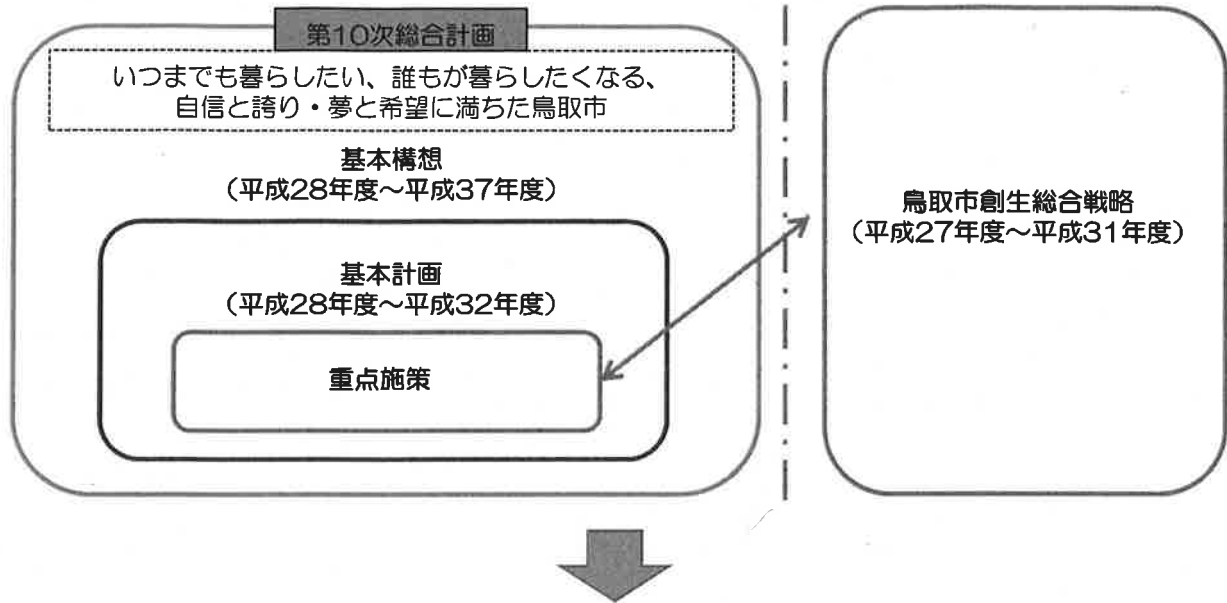 第10次総合計画
いつまでも暮らしたい、誰もが暮らしたくなる、
自信と誇り・夢と希望に満ちた鳥取市
基本構想
（平成28年度～平成37年度）
基本計画
（平成28年度～平成32年度）
重点施策
鳥取市創生総合戦略
（平成27年度～平成31年度）